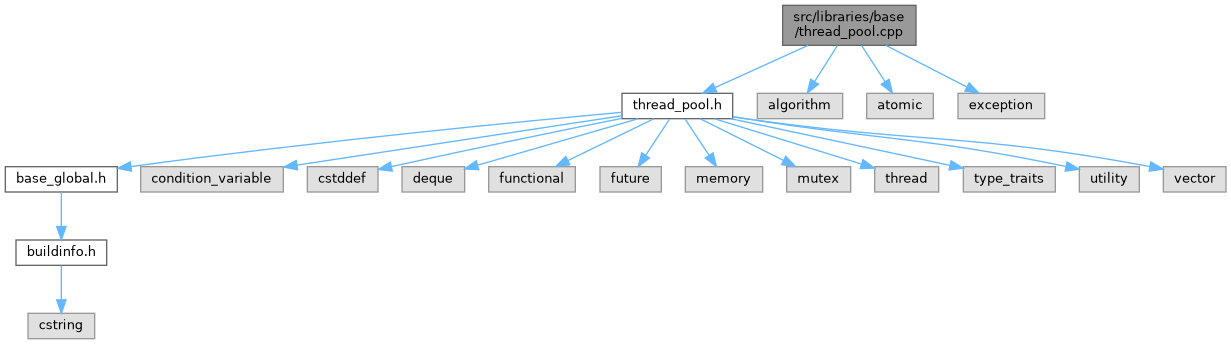 src/libraries/base
/thread_pool.cpp
thread_pool.h
algorithm
atomic
exception
base_global.h
condition_variable
cstddef
deque
functional
future
memory
mutex
thread
type_traits
utility
vector
buildinfo.h
cstring